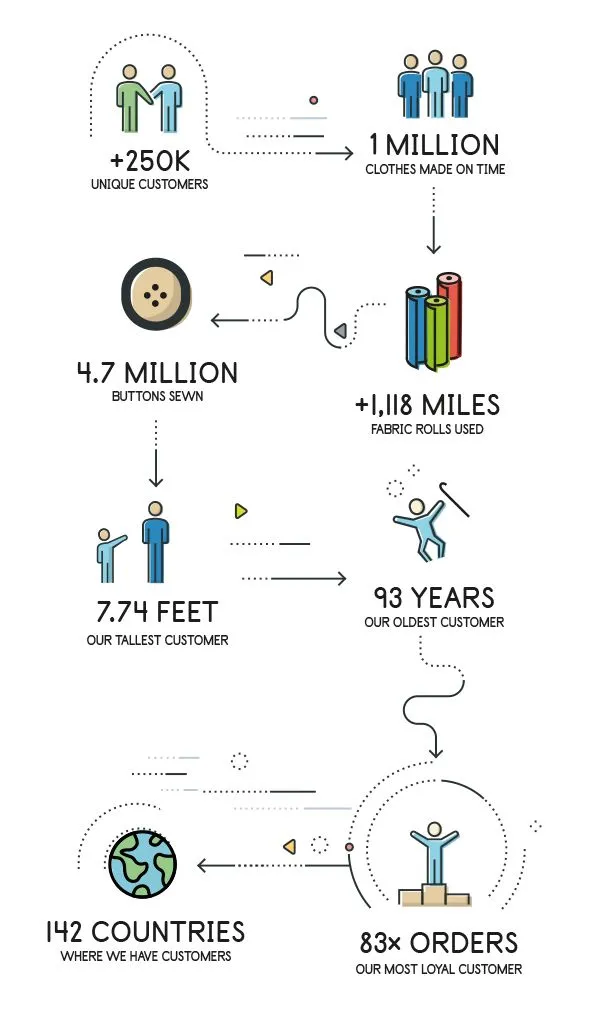 +250K
UNIQUE CUSTOMERS
1 MILLION
CLOTHES MADE ON TIME
4.7 MILLION
BUTTONS SEWN
+1,118 MILES
FABRIC ROLLS USED
7.74 FEET
OUR TALLEST CUSTOMER
93 YEARS
OUR OLDEST CUSTOMER
142 COUNTRIES
WHERE WE HAVE CUSTOMERS
83× ORDERS
OUR MOST LOYAL CUSTOMER